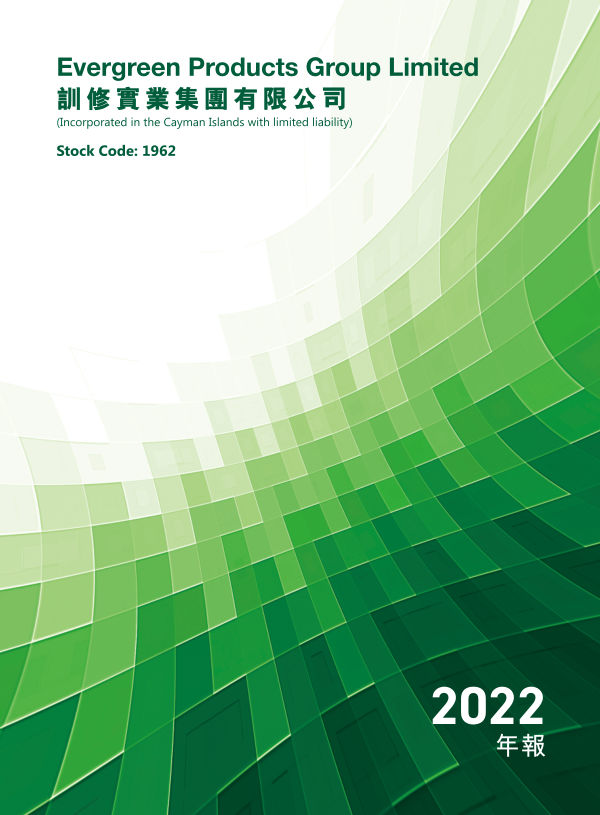 Evergreen Products Group Limited
訓修實業集團有限公司
(Incorporated in the Cayman Islands with limited liability)
Stock Code: 1962
2022
年報